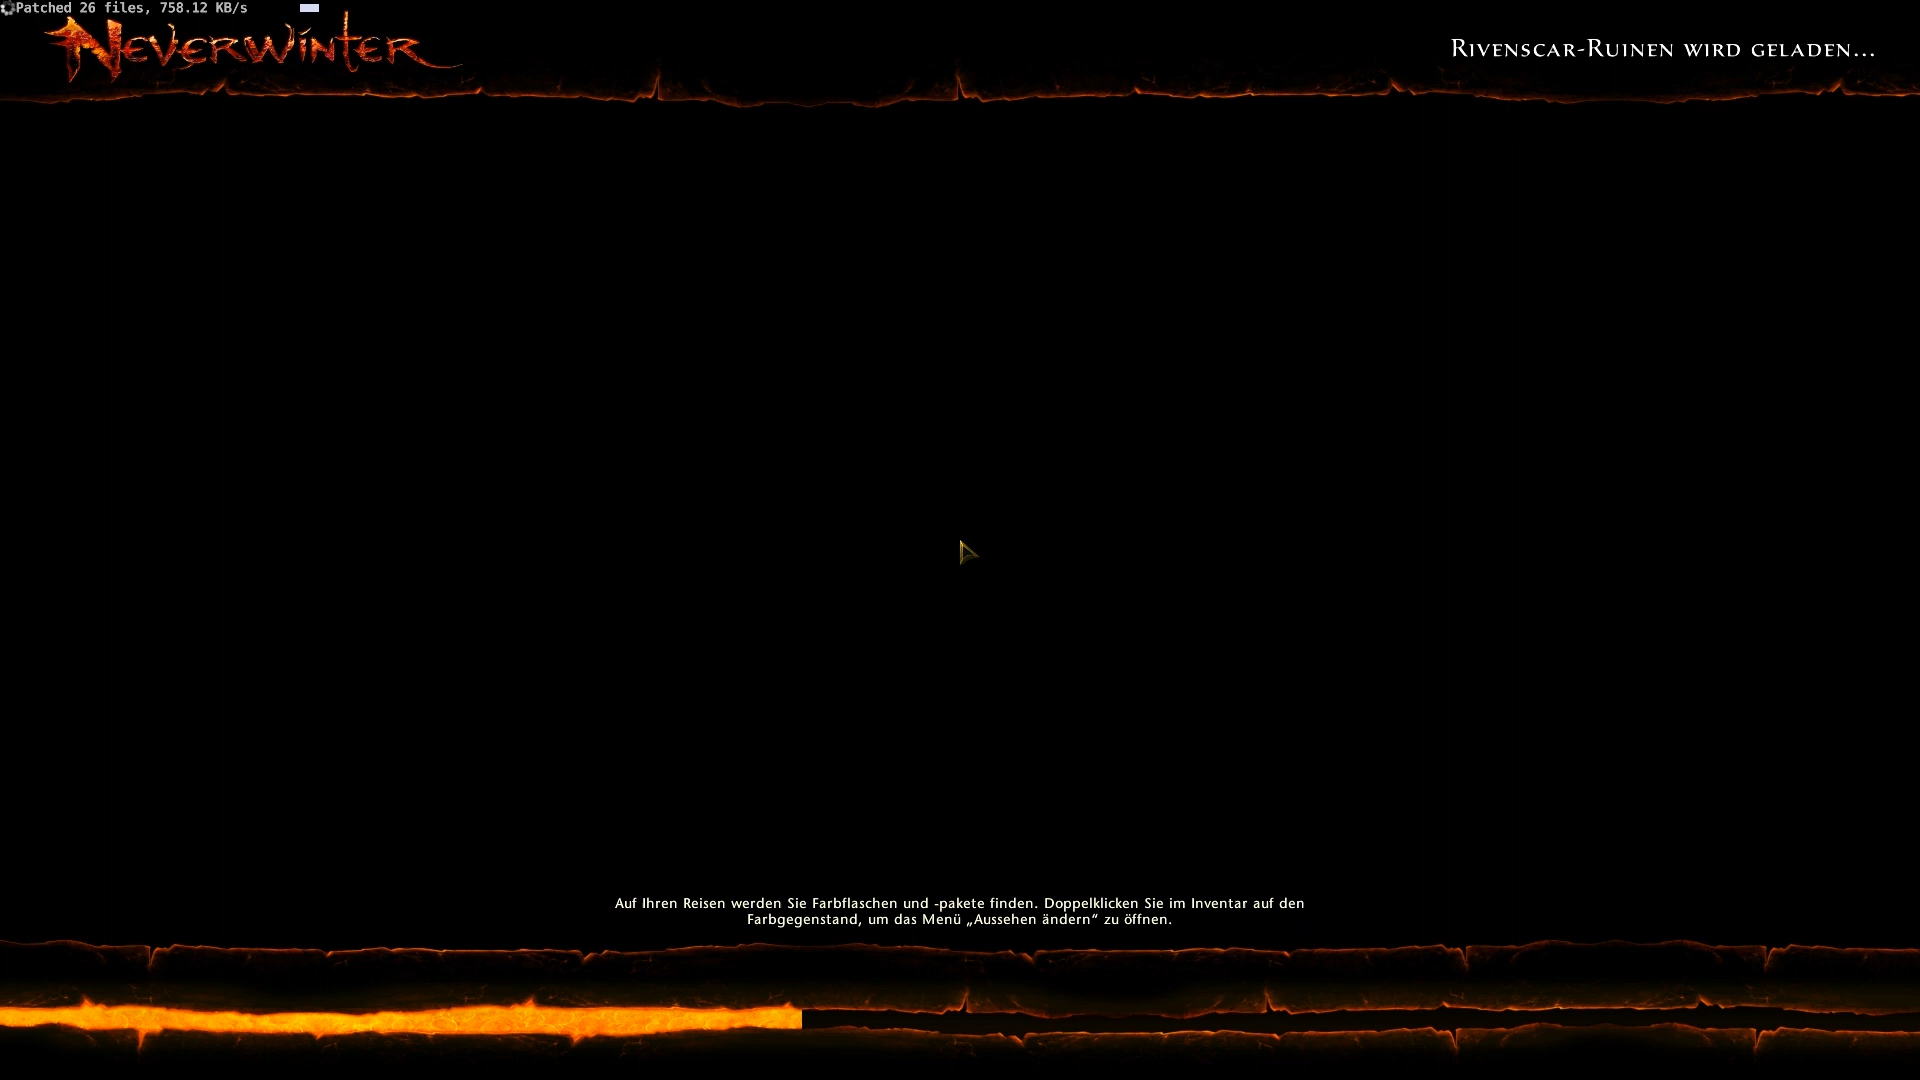 Patched 26 files, 758.12 KB/s
Neverwinter
Rivenscar-Ruinen wird geladen...
Auf Ihren Reisen werden Sie Farbflaschen und -pakete finden. Doppelklicken Sie im Inventar auf den
Farbgegenstand, um das Menü „Aussehen ändern“ zu öffnen.